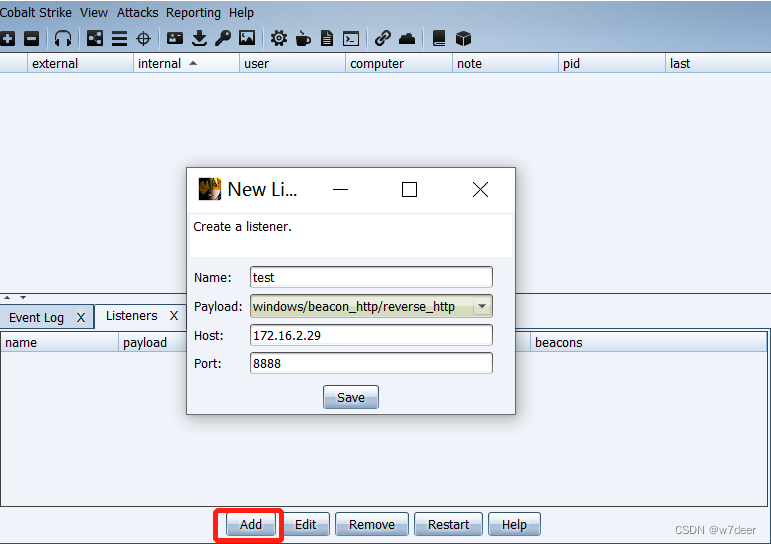 Cobalt Strike View Attacks Reporting Help
external internal user computer note pid last
New Li...
Create a listener.
Name: test
Payload: windows/beacon_http/reverse_http
Host: 172.16.2.29
Port: 8888
Save
Event Log X Listeners X
name payload beacons
Add Edit Remove Restart Help
CSDN @w7deer